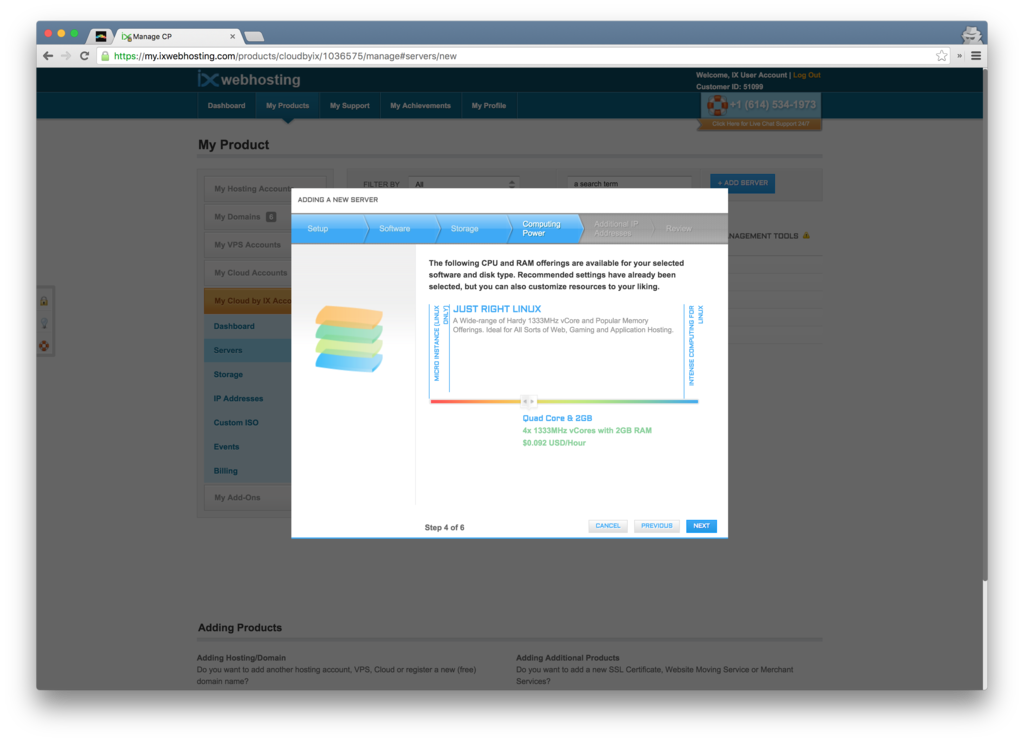 Manage CP
https://my.ixwebhosting.com/products/cloudbyix/1036575/manage#servers/new
ix webhosting
Welcome, IX User Account | Log Out
Customer ID: 51099
Dashboard
My Products
My Support
My Achievements
My Profile
+1 (614) 534-1973
Click Here for Live Chat Support 24/7
My Product
My Hosting Account
FILTER BY
All
a search term
+ ADD SERVER
ADDING A NEW SERVER
My Domains 6
Setup
Software
Storage
Computing
Power
Additional IP
Addresses
Review
NAGEMENT TOOLS
My VPS Accounts
My Cloud Accounts
My Cloud by IX Acco
Dashboard
Servers
Storage
IP Addresses
Custom ISO
Events
Billing
My Add-Ons
The following CPU and RAM offerings are available for your selected
software and disk type. Recommended settings have already been
selected, but you can also customize resources to your liking.
MICRO INSTANCE (LINUX
ONLY)
JUST RIGHT LINUX
A Wide-range of Hardy 1333MHz vCore and Popular Memory
Offerings. Ideal for All Sorts of Web, Gaming and Application Hosting.
INTENSE COMPUTING FOR
LINUX
Quad Core & 2GB
4x 1333MHz vCores with 2GB RAM
$0.092 USD/Hour
Step 4 of 6
CANCEL
PREVIOUS
NEXT
Adding Products
Adding Hosting/Domain
Do you want to add another hosting account, VPS, Cloud or register a new (free)
domain name?
Adding Additional Products
Do you want to add a new SSL Certificate, Website Moving Service or Merchant
Services?